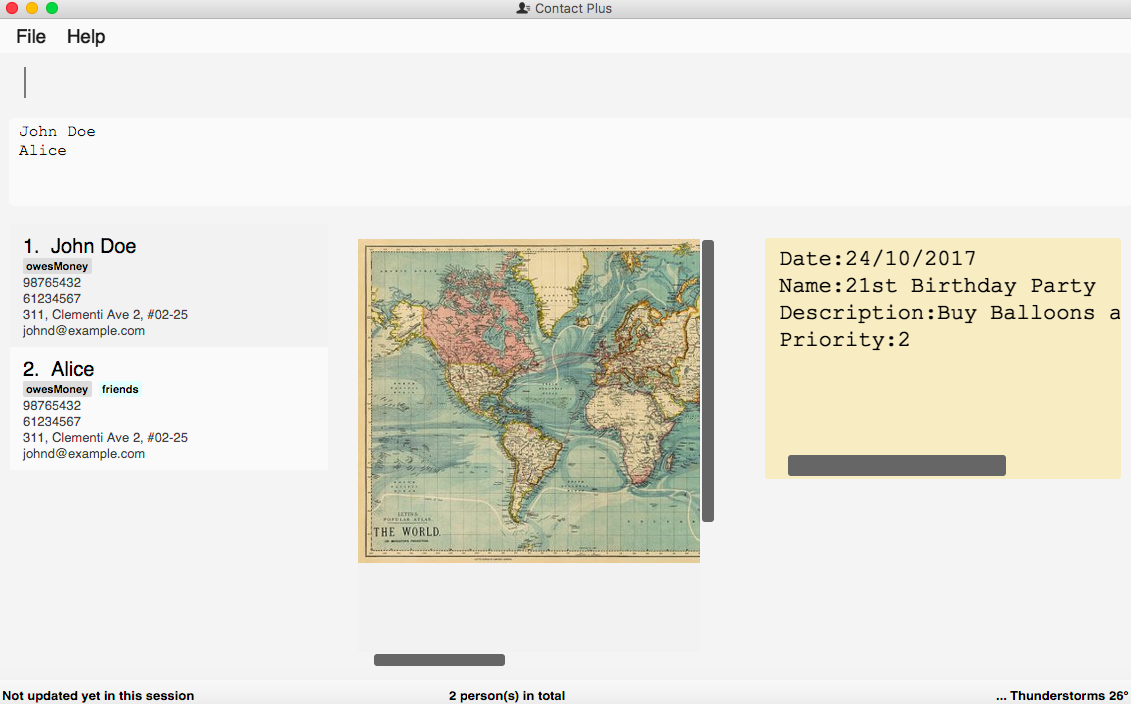 Contact Plus
File Help
John Doe
Alice
1. John Doe
owesMoney
98765432
61234567
311, Clementi Ave 2, #02-25
johnd@example.com
2. Alice
owesMoney friends
98765432
61234567
311, Clementi Ave 2, #02-25
johnd@example.com
POPULAR ATLAS.
THE WORLD.
Date:24/10/2017
Name:21st Birthday Party
Description:Buy Balloons a
Priority:2
Not updated yet in this session
2 person(s) in total
... Thunderstorms 26°